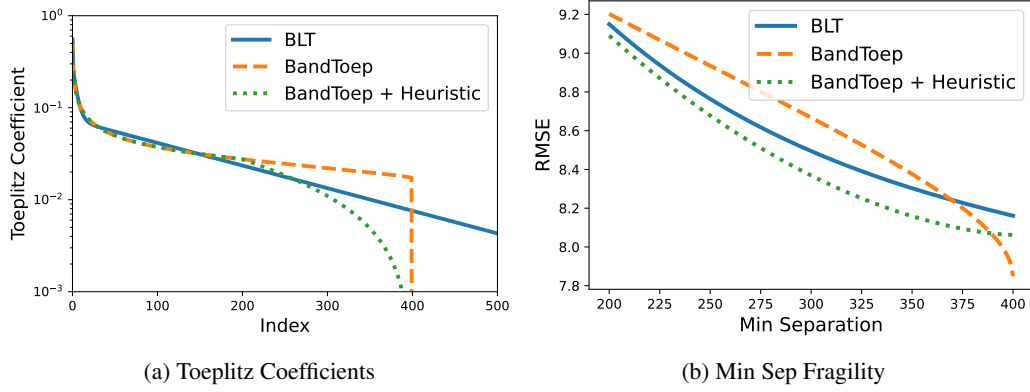 10⁰
10⁻¹
10⁻²
10⁻³
Toeplitz Coefficient
BLT
BandToep
BandToep + Heuristic
0 100 200 300 400 500
Index
(a) Toeplitz Coefficients
9.2
9.0
8.8
8.6
8.4
8.2
8.0
7.8
RMSE
BLT
BandToep
BandToep + Heuristic
200 225 250 275 300 325 350 375 400
Min Separation
(b) Min Sep Fragility